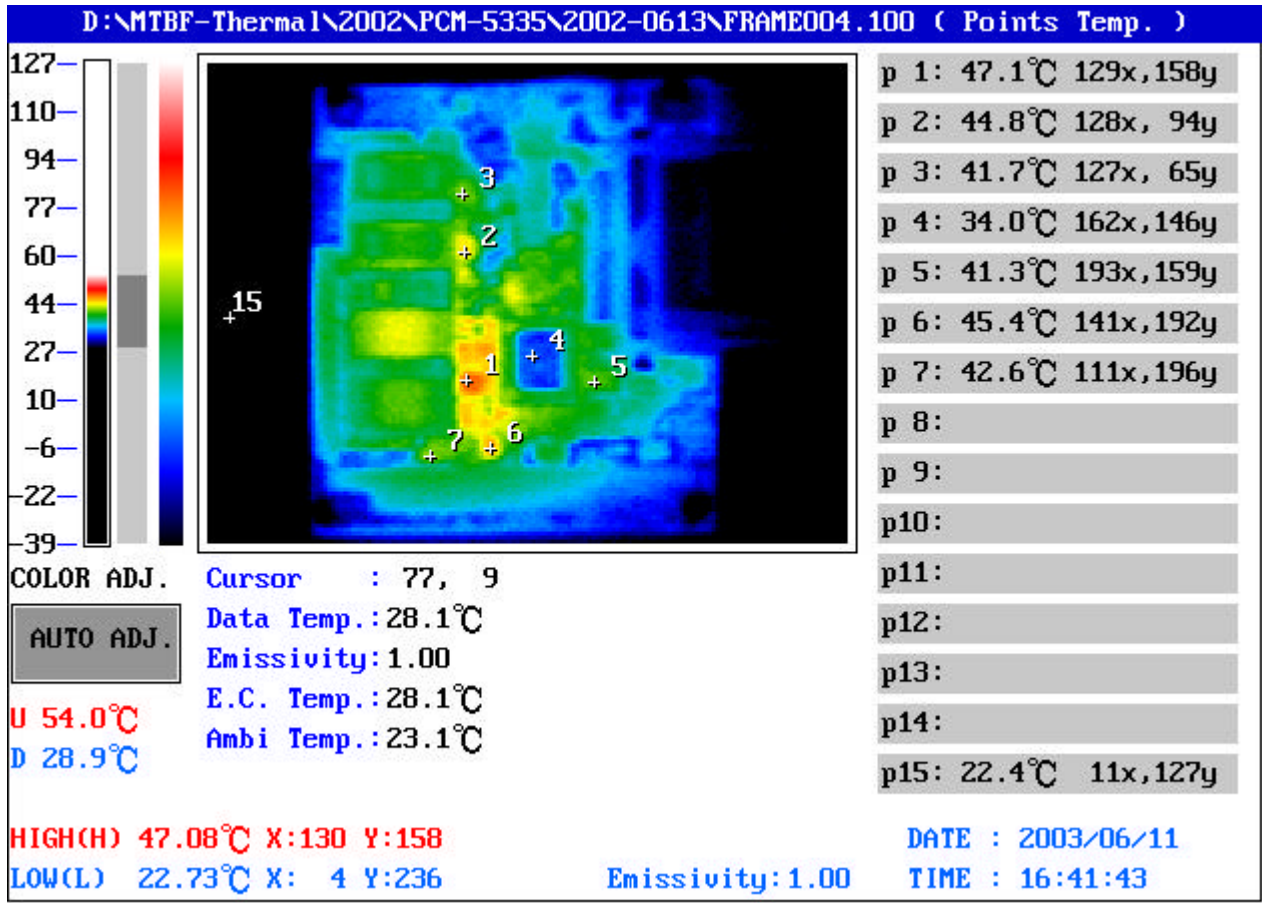 D:\MTBF-Thermal\2002\PCM-5335\2002-0613\FRAME004.100 ( Points Temp. )
127
110
94
77
60
44
27
10
-6
-22
-39
3
2
15
4
1
5
6
7
p 1: 47.1℃ 129x,158y
p 2: 44.8℃ 128x, 94y
p 3: 41.7℃ 127x, 65y
p 4: 34.0℃ 162x,146y
p 5: 41.3℃ 193x,159y
p 6: 45.4℃ 141x,192y
p 7: 42.6℃ 111x,196y
p 8:
p 9:
p10:
p11:
p12:
p13:
p14:
p15: 22.4℃ 11x,127y
COLOR ADJ.
AUTO ADJ.
U 54.0℃
D 28.9℃
Cursor : 77, 9
Data Temp.:28.1℃
Emissivity:1.00
E.C. Temp.:28.1℃
Ambi Temp.:23.1℃
HIGH(H) 47.08℃ X:130 Y:158
LOW(L) 22.73℃ X: 4 Y:236
Emissivity:1.00
DATE : 2003/06/11
TIME : 16:41:43